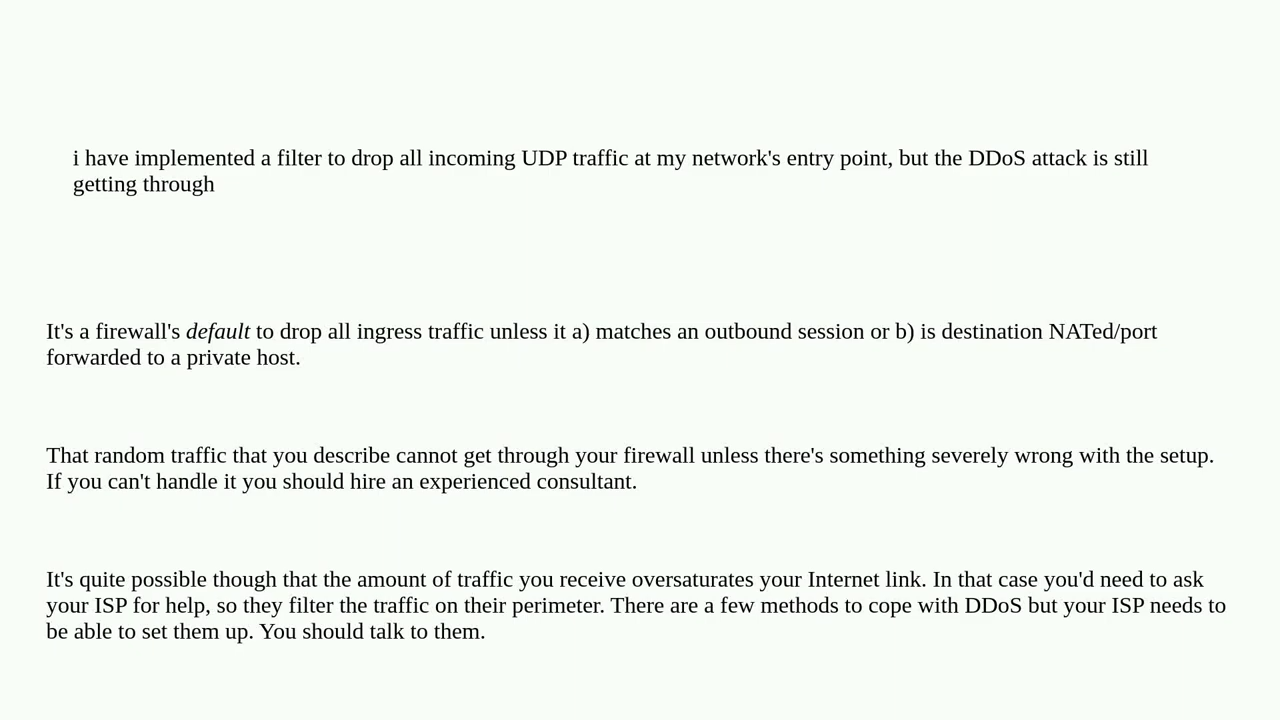 i have implemented a filter to drop all incoming UDP traffic at my network's entry point, but the DDoS attack is still
getting through
It's a firewall's default to drop all ingress traffic unless it a) matches an outbound session or b) is destination NATed/port
forwarded to a private host.
That random traffic that you describe cannot get through your firewall unless there's something severely wrong with the setup.
If you can't handle it you should hire an experienced consultant.
It's quite possible though that the amount of traffic you receive oversaturates your Internet link. In that case you'd need to ask
your ISP for help, so they filter the traffic on their perimeter. There are a few methods to cope with DDoS but your ISP needs to
be able to set them up. You should talk to them.